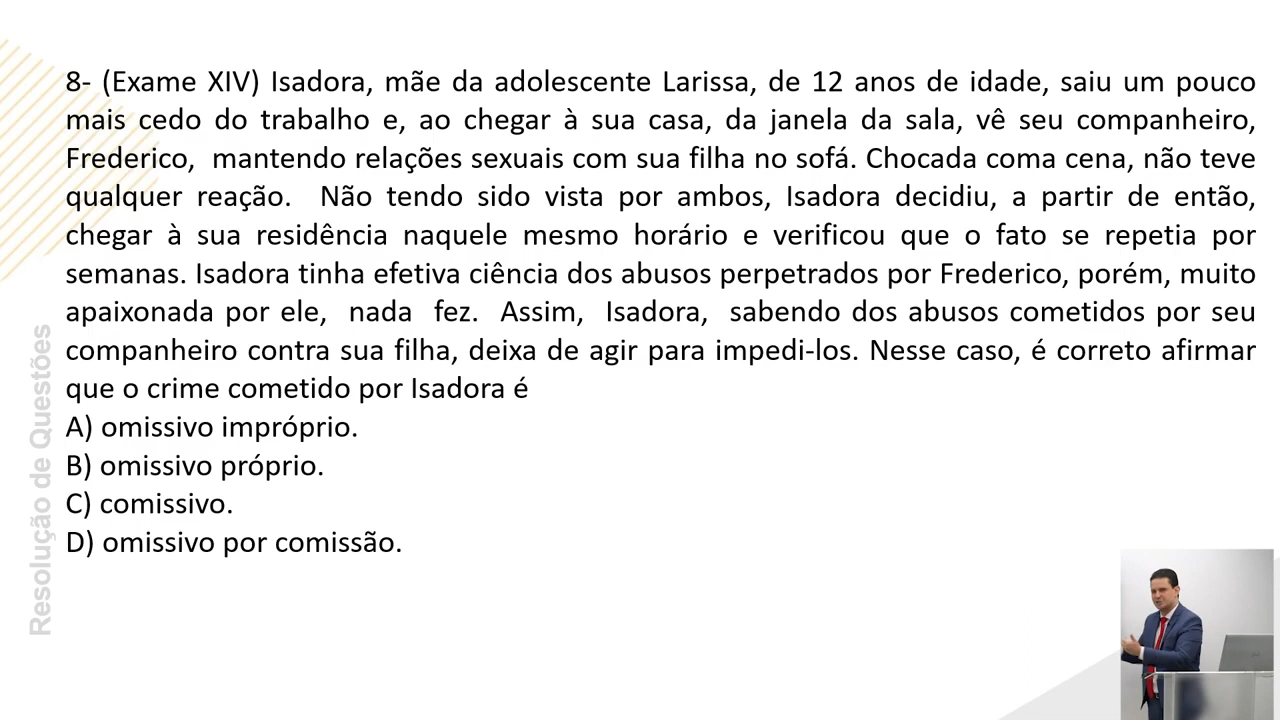 8- (Exame XIV) Isadora, mãe da adolescente Larissa, de 12 anos de idade, saiu um pouco
mais cedo do trabalho e, ao chegar à sua casa, da janela da sala, vê seu companheiro,
Frederico, mantendo relações sexuais com sua filha no sofá. Chocada coma cena, não teve
qualquer reação. Não tendo sido vista por ambos, Isadora decidiu, a partir de então,
chegar à sua residência naquele mesmo horário e verificou que o fato se repetia por
semanas. Isadora tinha efetiva ciência dos abusos perpetrados por Frederico, porém, muito
apaixonada por ele, nada fez. Assim, Isadora, sabendo dos abusos cometidos por seu
companheiro contra sua filha, deixa de agir para impedi-los. Nesse caso, é correto afirmar
que o crime cometido por Isadora é
A) omissivo impróprio.
B) omissivo próprio.
C) comissivo.
D) omissivo por comissão.
Resolução de Questões